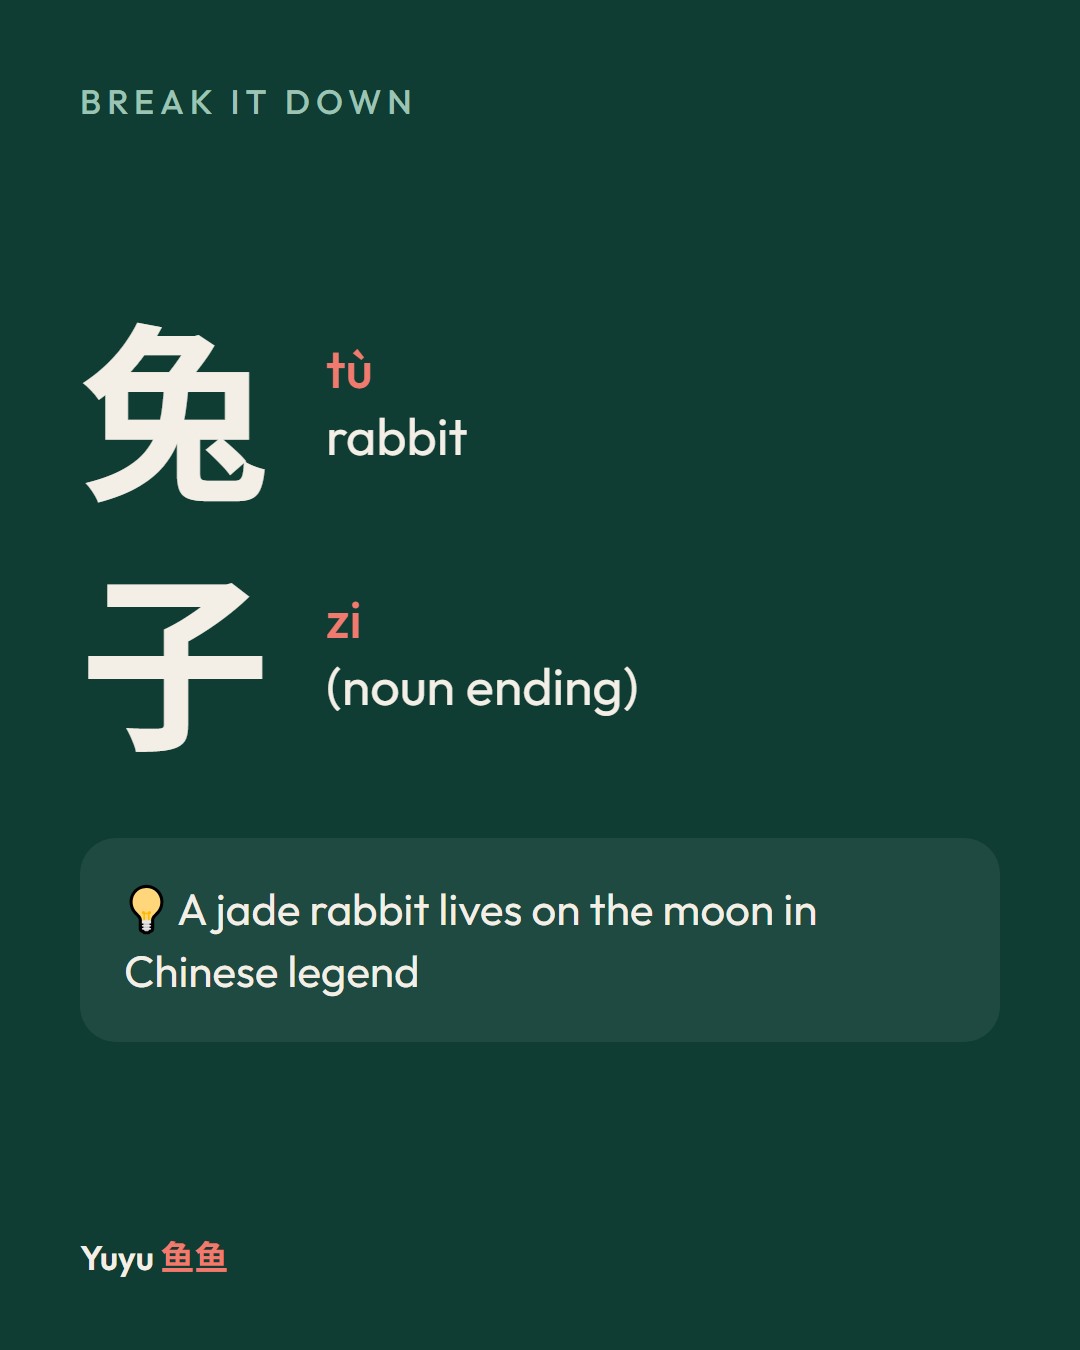 BREAK IT DOWN
兔
tù
rabbit
子
zi
(noun ending)
💡 A jade rabbit lives on the moon in
Chinese legend
Yuyu 鱼鱼